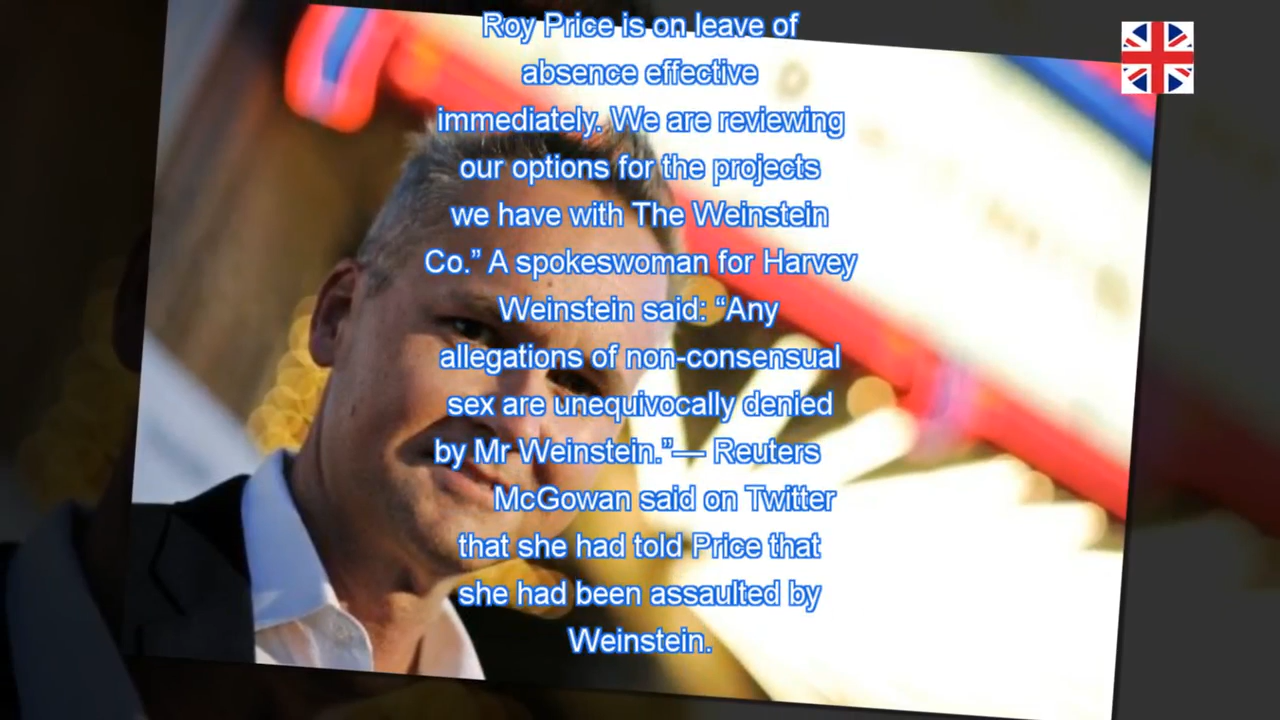 Roy Price is on leave of
absence effective
immediately. We are reviewing
our options for the projects
we have with The Weinstein
Co.” A spokeswoman for Harvey
Weinstein said: “Any
allegations of non-consensual
sex are unequivocally denied
by Mr Weinstein.”— Reuters
McGowan said on Twitter
that she had told Price that
she had been assaulted by
Weinstein.